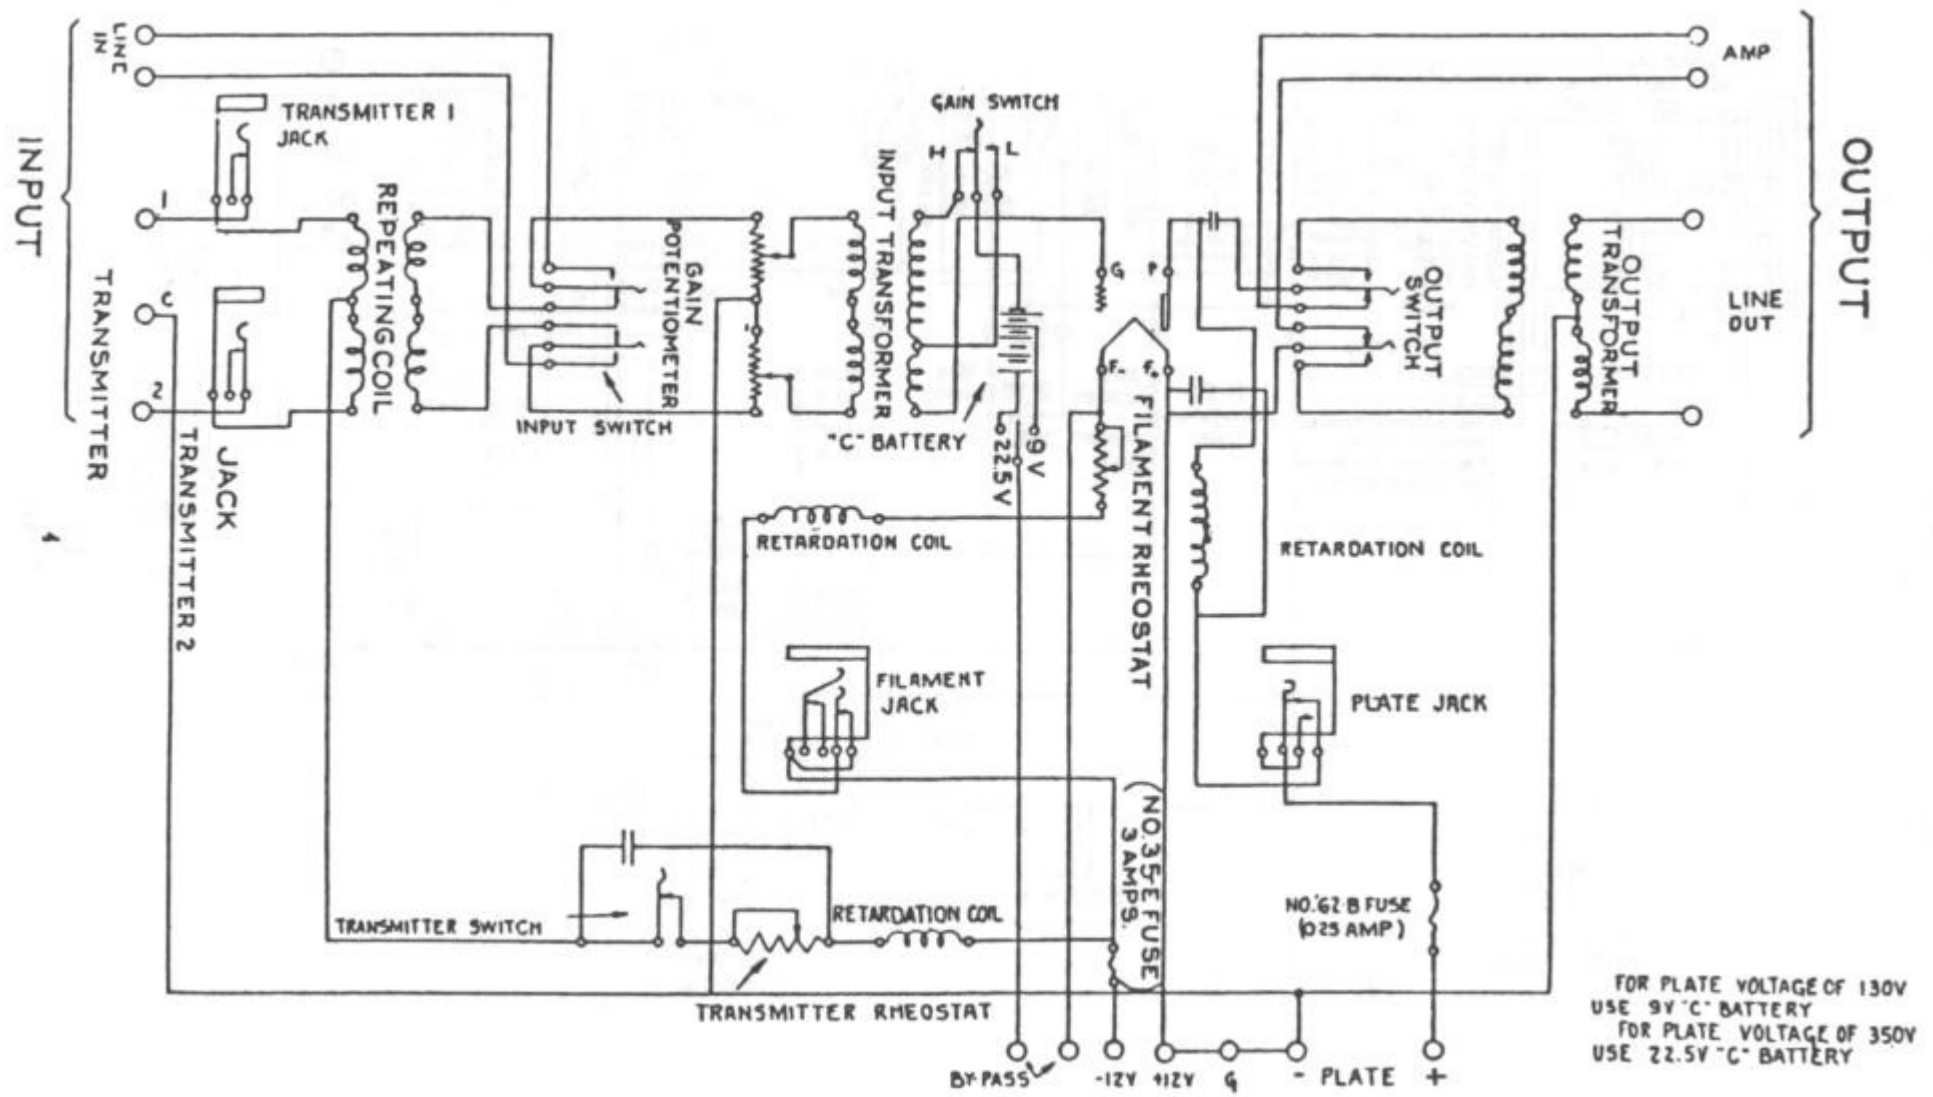 INPUT
LINE
IN
TRANSMITTER 1
JACK
1
C
2
TRANSMITTER
TRANSMITTER 2
JACK
REPEATING COIL
INPUT SWITCH
GAIN
POTENTIOMETER
INPUT TRANSFORMER
GAIN SWITCH
H
L
"C" BATTERY
22.5V
9V
G
P
F-
F+
FILAMENT RHEOSTAT
OUTPUT
SWITCH
OUTPUT
TRANSFORMER
AMP
LINE
OUT
OUTPUT
RETARDATION COIL
RETARDATION COIL
FILAMENT
JACK
PLATE JACK
TRANSMITTER SWITCH
RETARDATION COIL
TRANSMITTER RHEOSTAT
NO.35-E FUSE
3 AMPS.
NO. 62 B FUSE
(0.25 AMP)
BY-PASS
-12V
+12V
G
- PLATE +
FOR PLATE VOLTAGE OF 130V
USE 9V "C" BATTERY
FOR PLATE VOLTAGE OF 350V
USE 22.5V "C" BATTERY
4